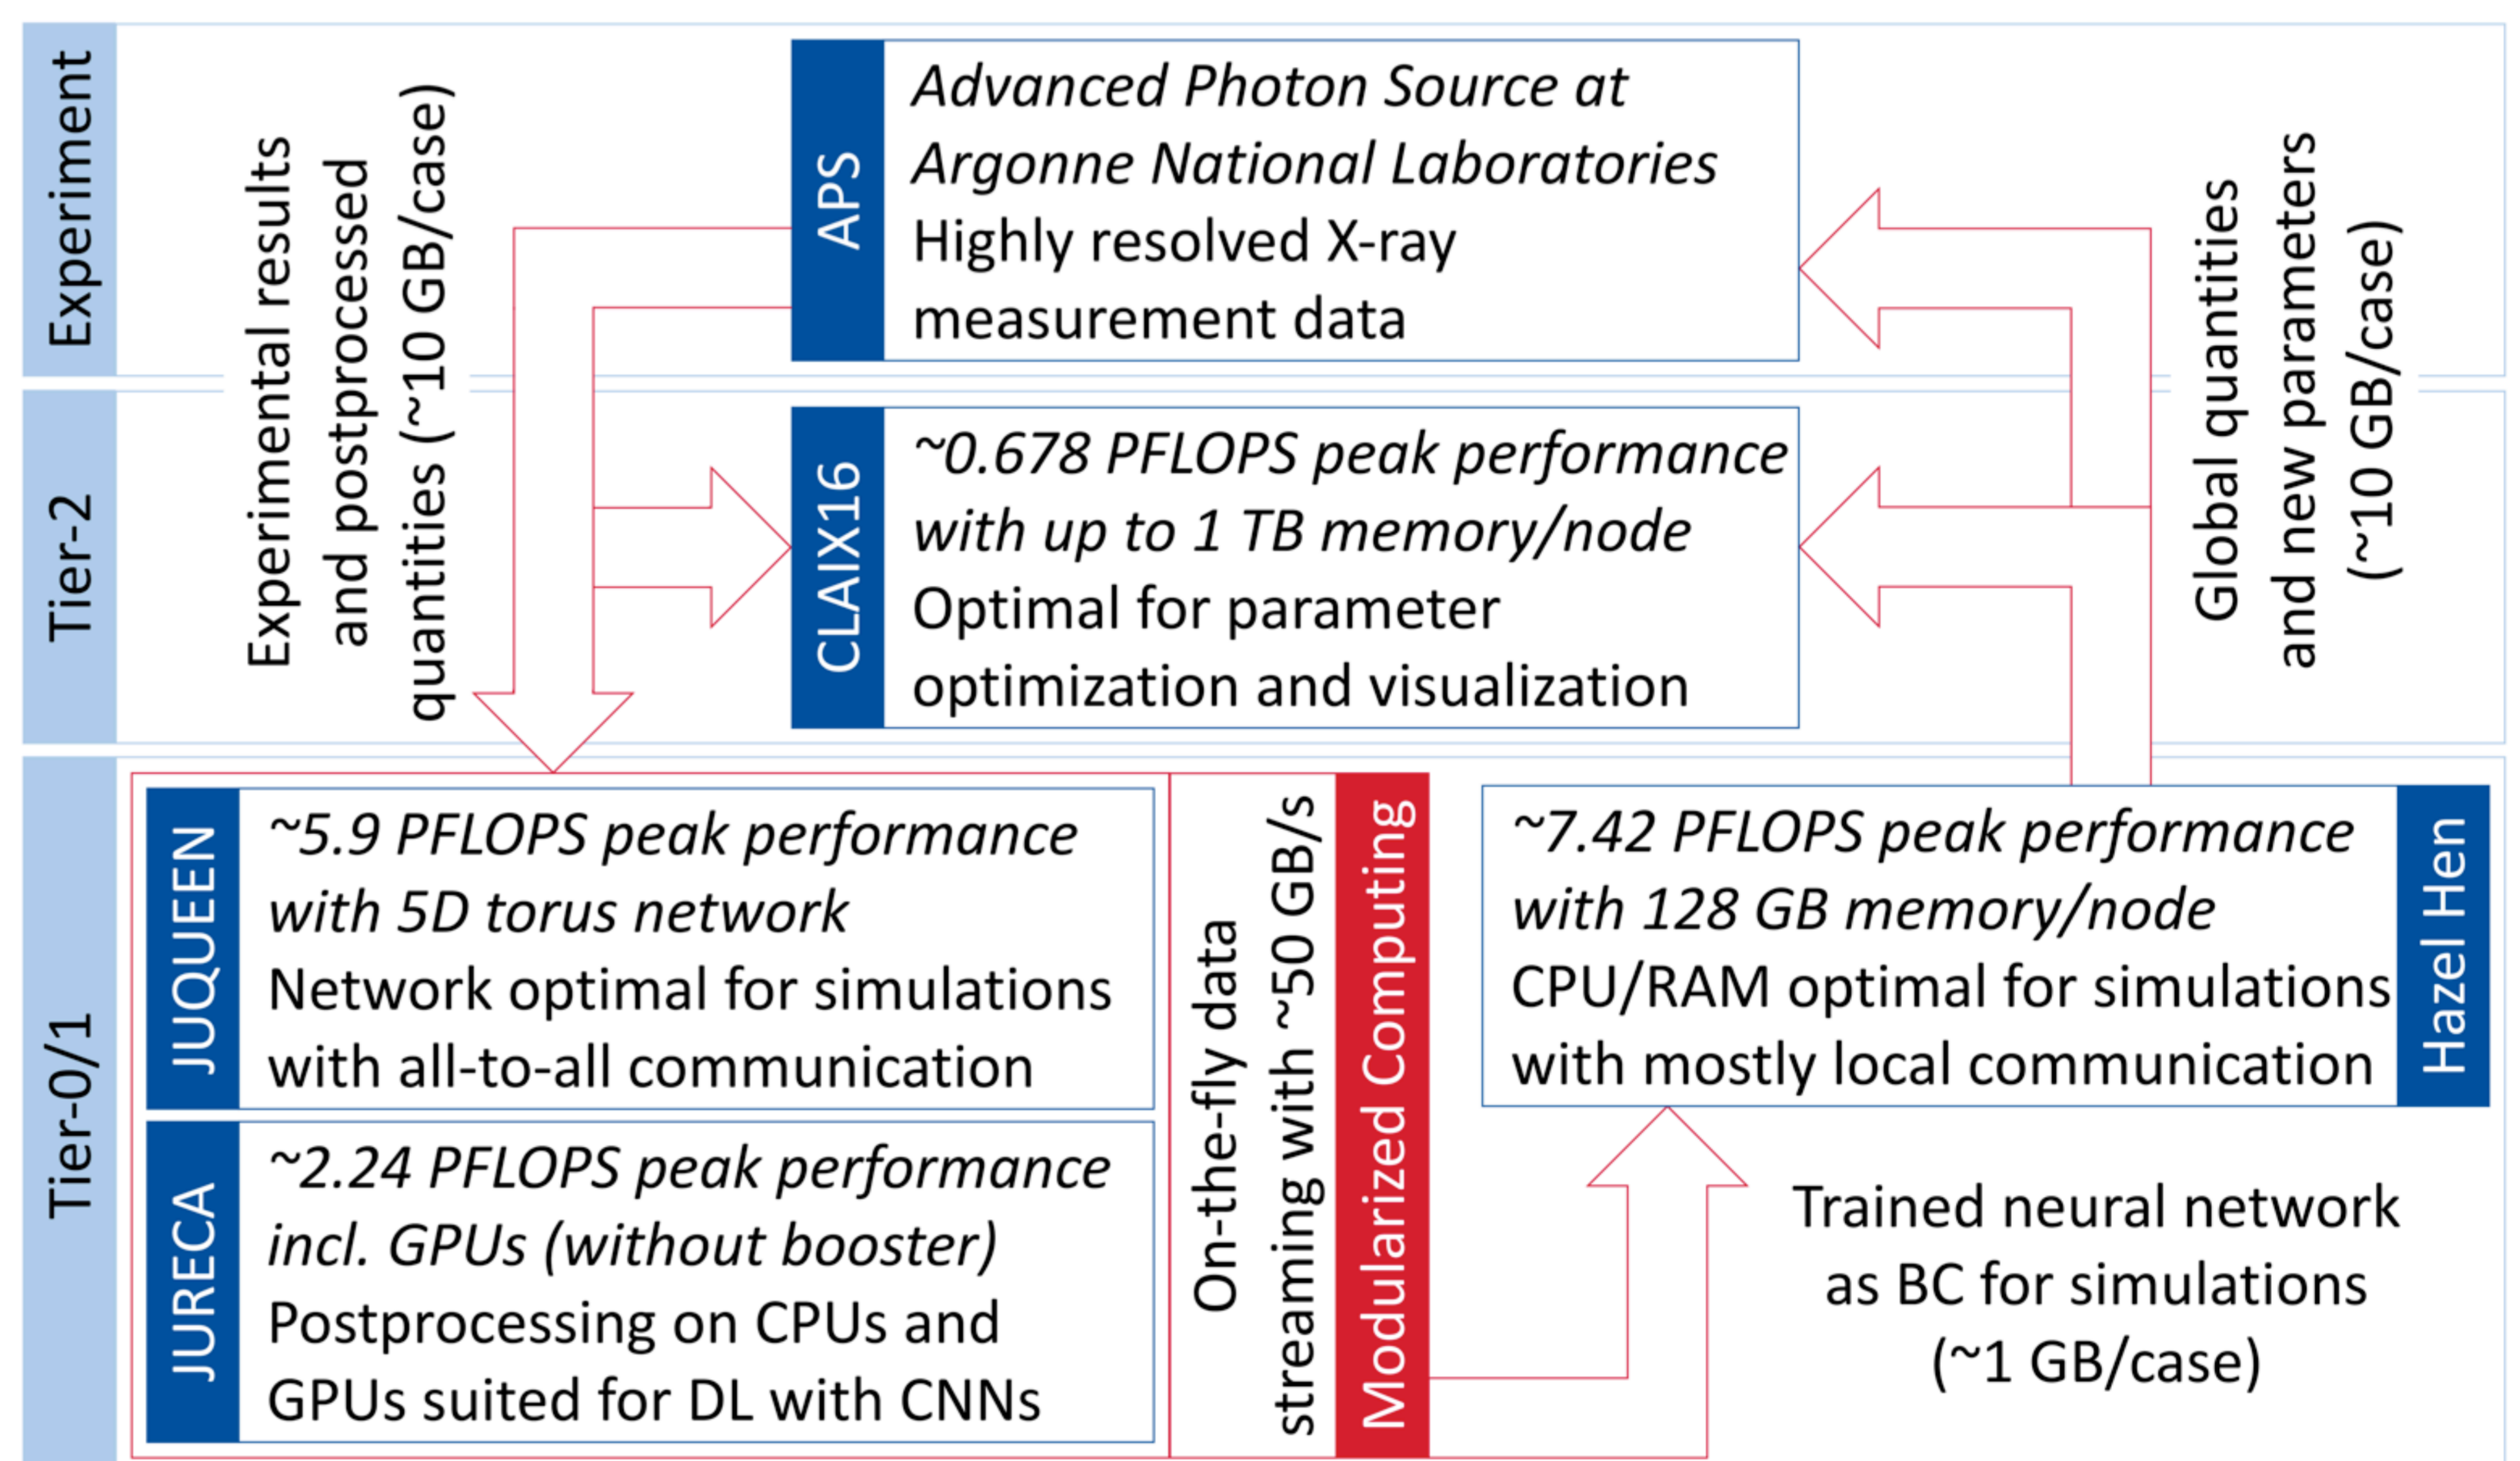 Experiment
Experimental results
and postprocessed
quantities (~10 GB/case)
APS
Advanced Photon Source at
Argonne National Laboratories
Highly resolved X-ray
measurement data
Global quantities
and new parameters
(~10 GB/case)
Tier-2
CLAIX16
~0.678 PFLOPS peak performance
with up to 1 TB memory/node
Optimal for parameter
optimization and visualization
Tier-0/1
JUQUEEN
~5.9 PFLOPS peak performance
with 5D torus network
Network optimal for simulations
with all-to-all communication
JURECA
~2.24 PFLOPS peak performance
incl. GPUs (without booster)
Postprocessing on CPUs and
GPUs suited for DL with CNNs
On-the-fly data
streaming with ~50 GB/s
Modularized Computing
~7.42 PFLOPS peak performance
with 128 GB memory/node
CPU/RAM optimal for simulations
with mostly local communication
Hazel Hen
Trained neural network
as BC for simulations
(~1 GB/case)